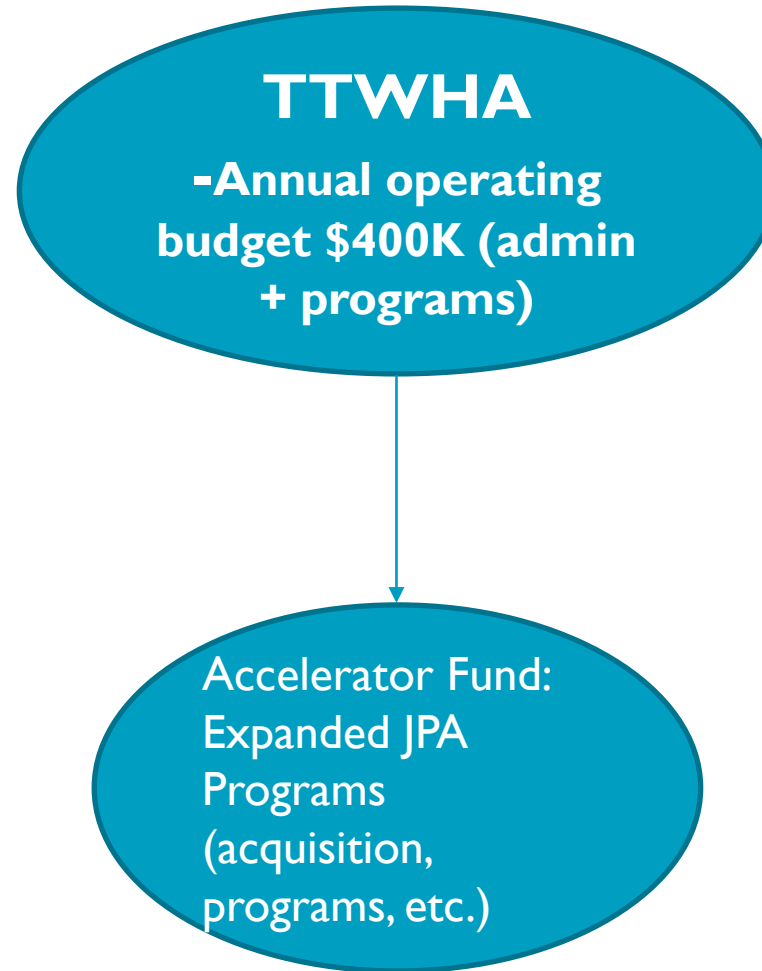 TTWHA
-Annual operating
budget $400K (admin
+ programs)
Accelerator Fund:
Expanded JPA
Programs
(acquisition,
programs, etc.)